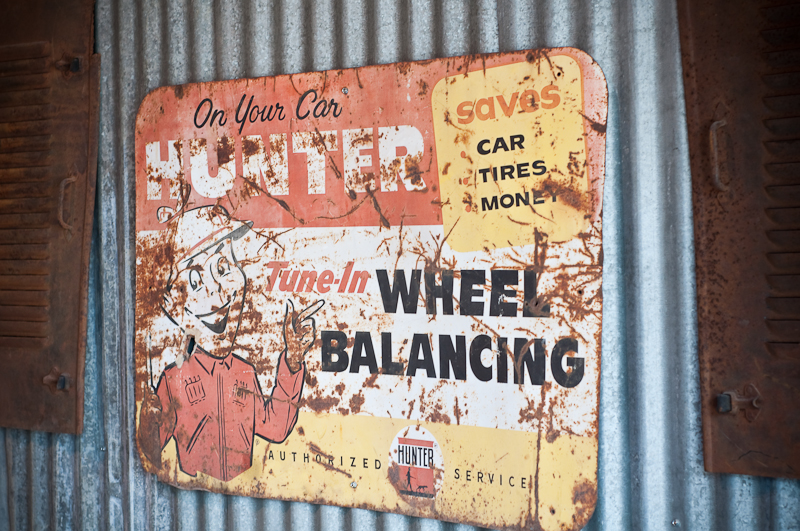 On Your Car
HUNTER
saves
CAR
TIRES
MONEY
Tune-In
WHEEL
BALANCING
AUTHORIZED
HUNTER
SERVICE